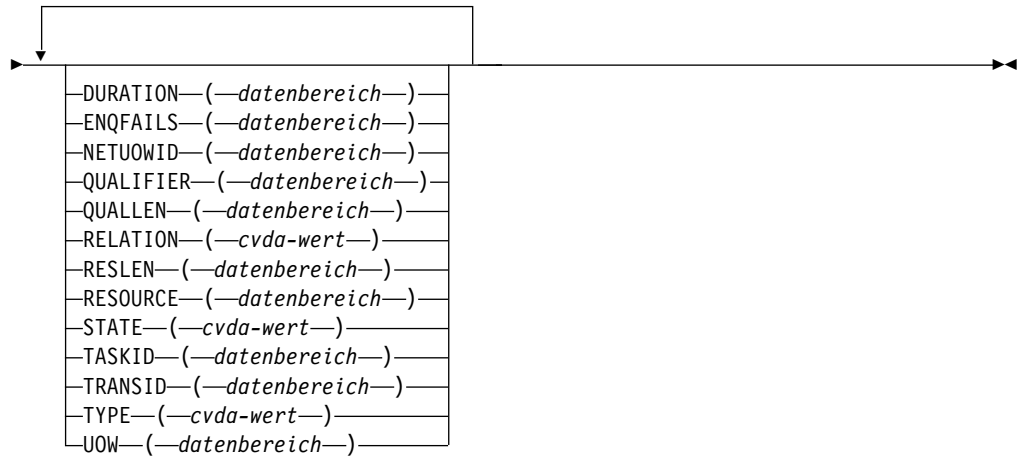 DURATION(datenbereich)
ENQFAILS(datenbereich)
NETUOWID(datenbereich)
QUALIFIER(datenbereich)
QUALLEN(datenbereich)
RELATION(cvda-wert)
RESLEN(datenbereich)
RESOURCE(datenbereich)
STATE(cvda-wert)
TASKID(datenbereich)
TRANSID(datenbereich)
TYPE(cvda-wert)
UOW(datenbereich)